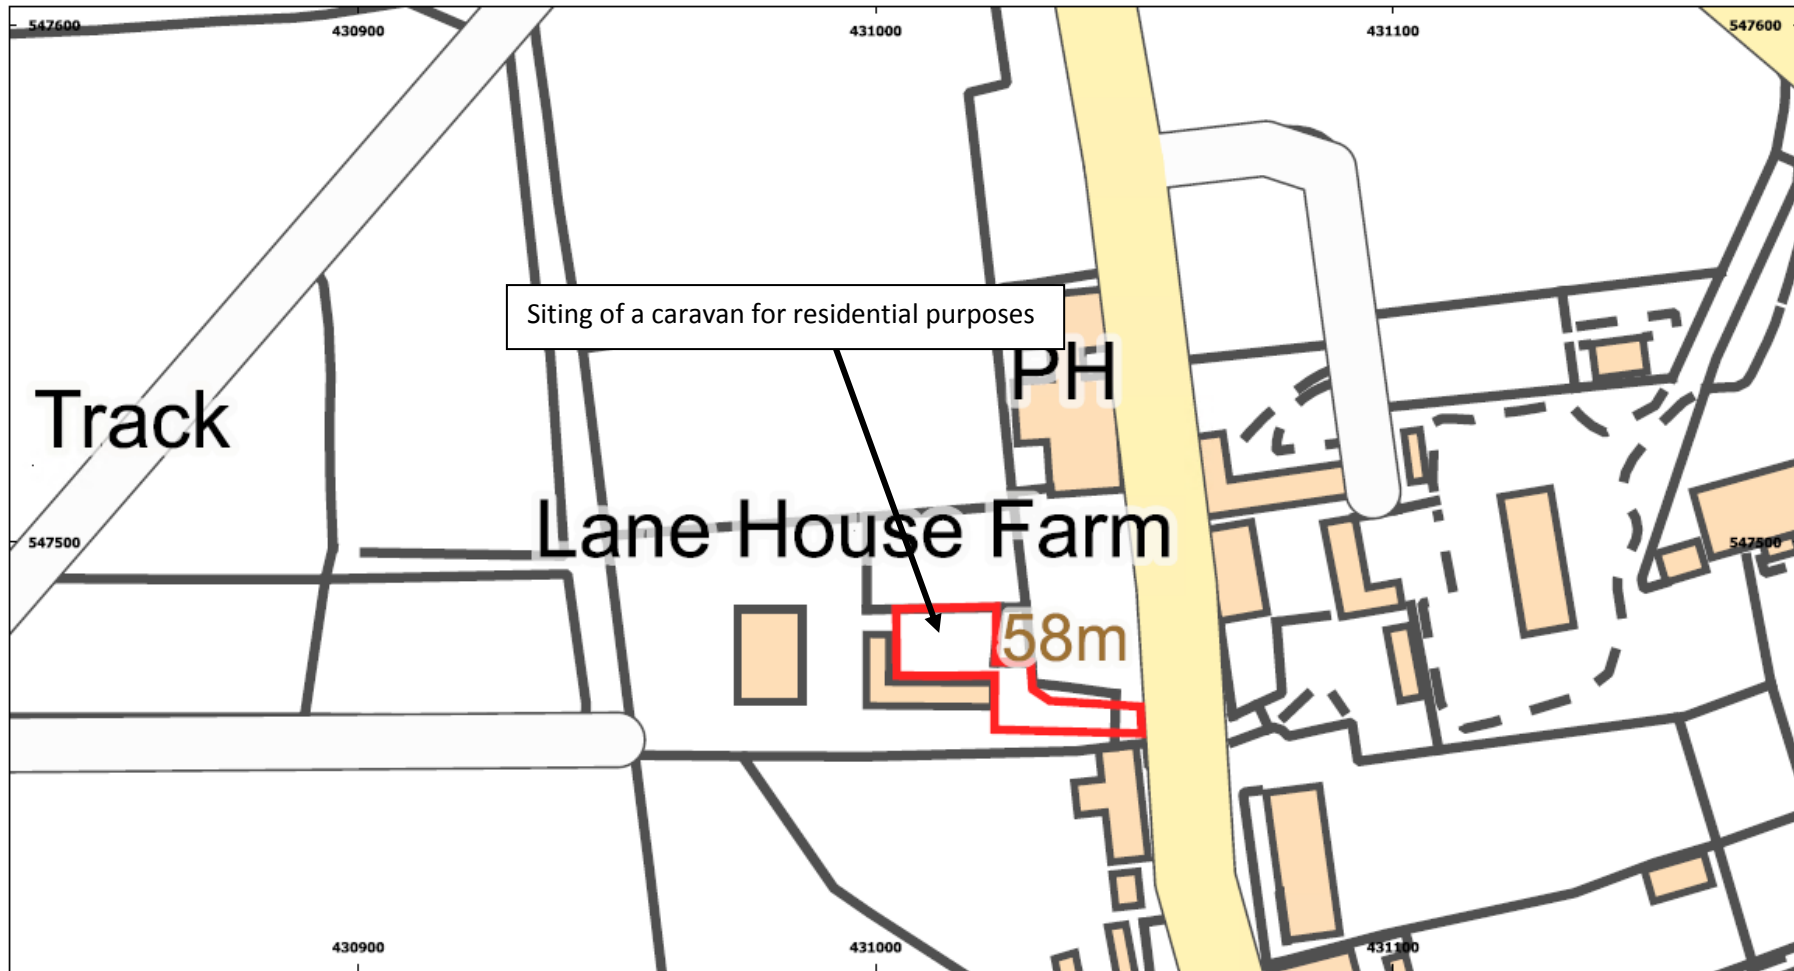 547600
430900
431000
431100
547600
Siting of a caravan for residential purposes
PH
Track
Lane House Farm
547500
547500
58m
430900
431000
431100